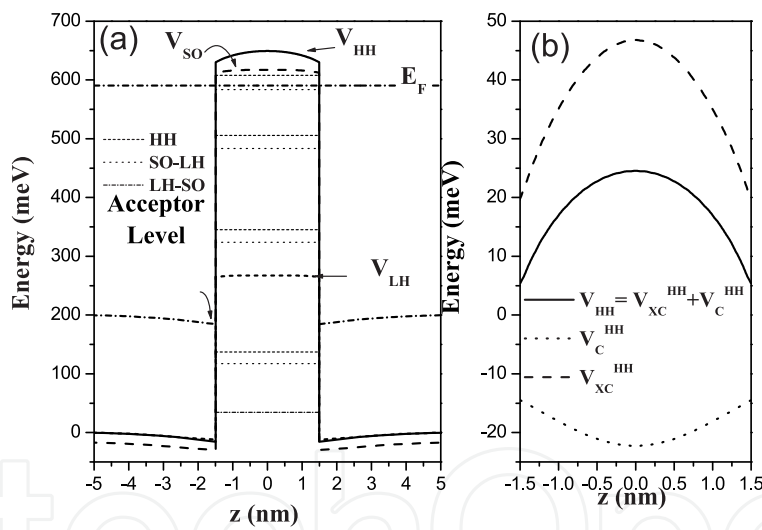 (a)
V_SO
V_HH
E_F
HH
SO-LH
LH-SO
Acceptor
Level
V_LH
Energy (meV)
700
600
500
400
300
200
100
0
-5 -4 -3 -2 -1 0 1 2 3 4 5
z (nm)
(b)
Energy (meV)
50
40
30
20
10
0
-10
-20
V_HH = V_XC^HH + V_C^HH
V_C^HH
V_XC^HH
-1.5 -1.0 -0.5 0.0 0.5 1.0 1.5
z (nm)